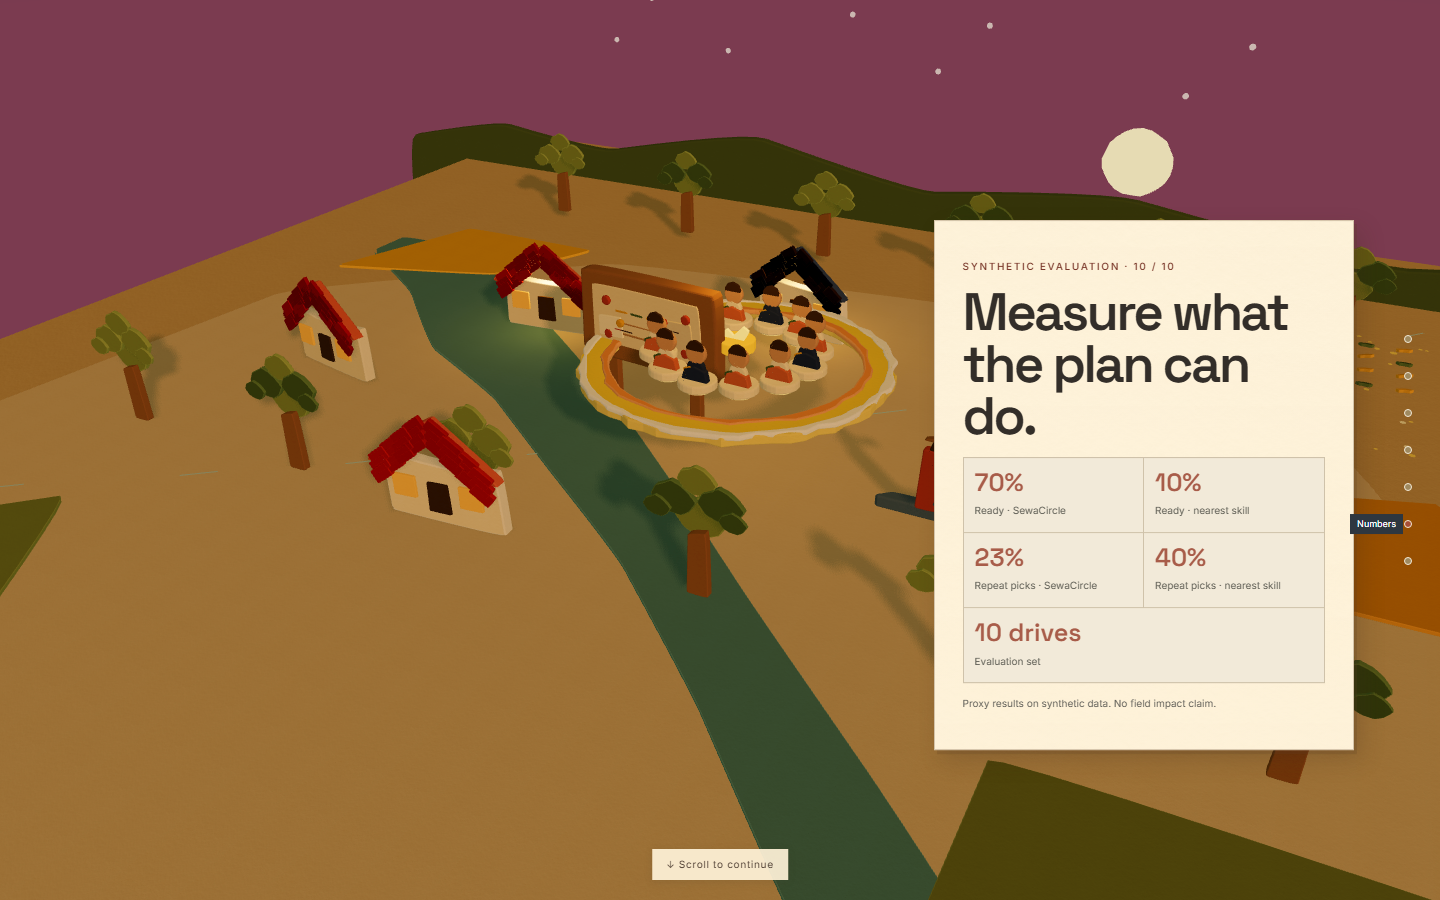 SYNTHETIC EVALUATION · 10 / 10
Measure what
the plan can
do.
70%
Ready · SewaCircle
10%
Ready · nearest skill
23%
Repeat picks · SewaCircle
40%
Repeat picks · nearest skill
10 drives
Evaluation set
Proxy results on synthetic data. No field impact claim.
Numbers
↓ Scroll to continue